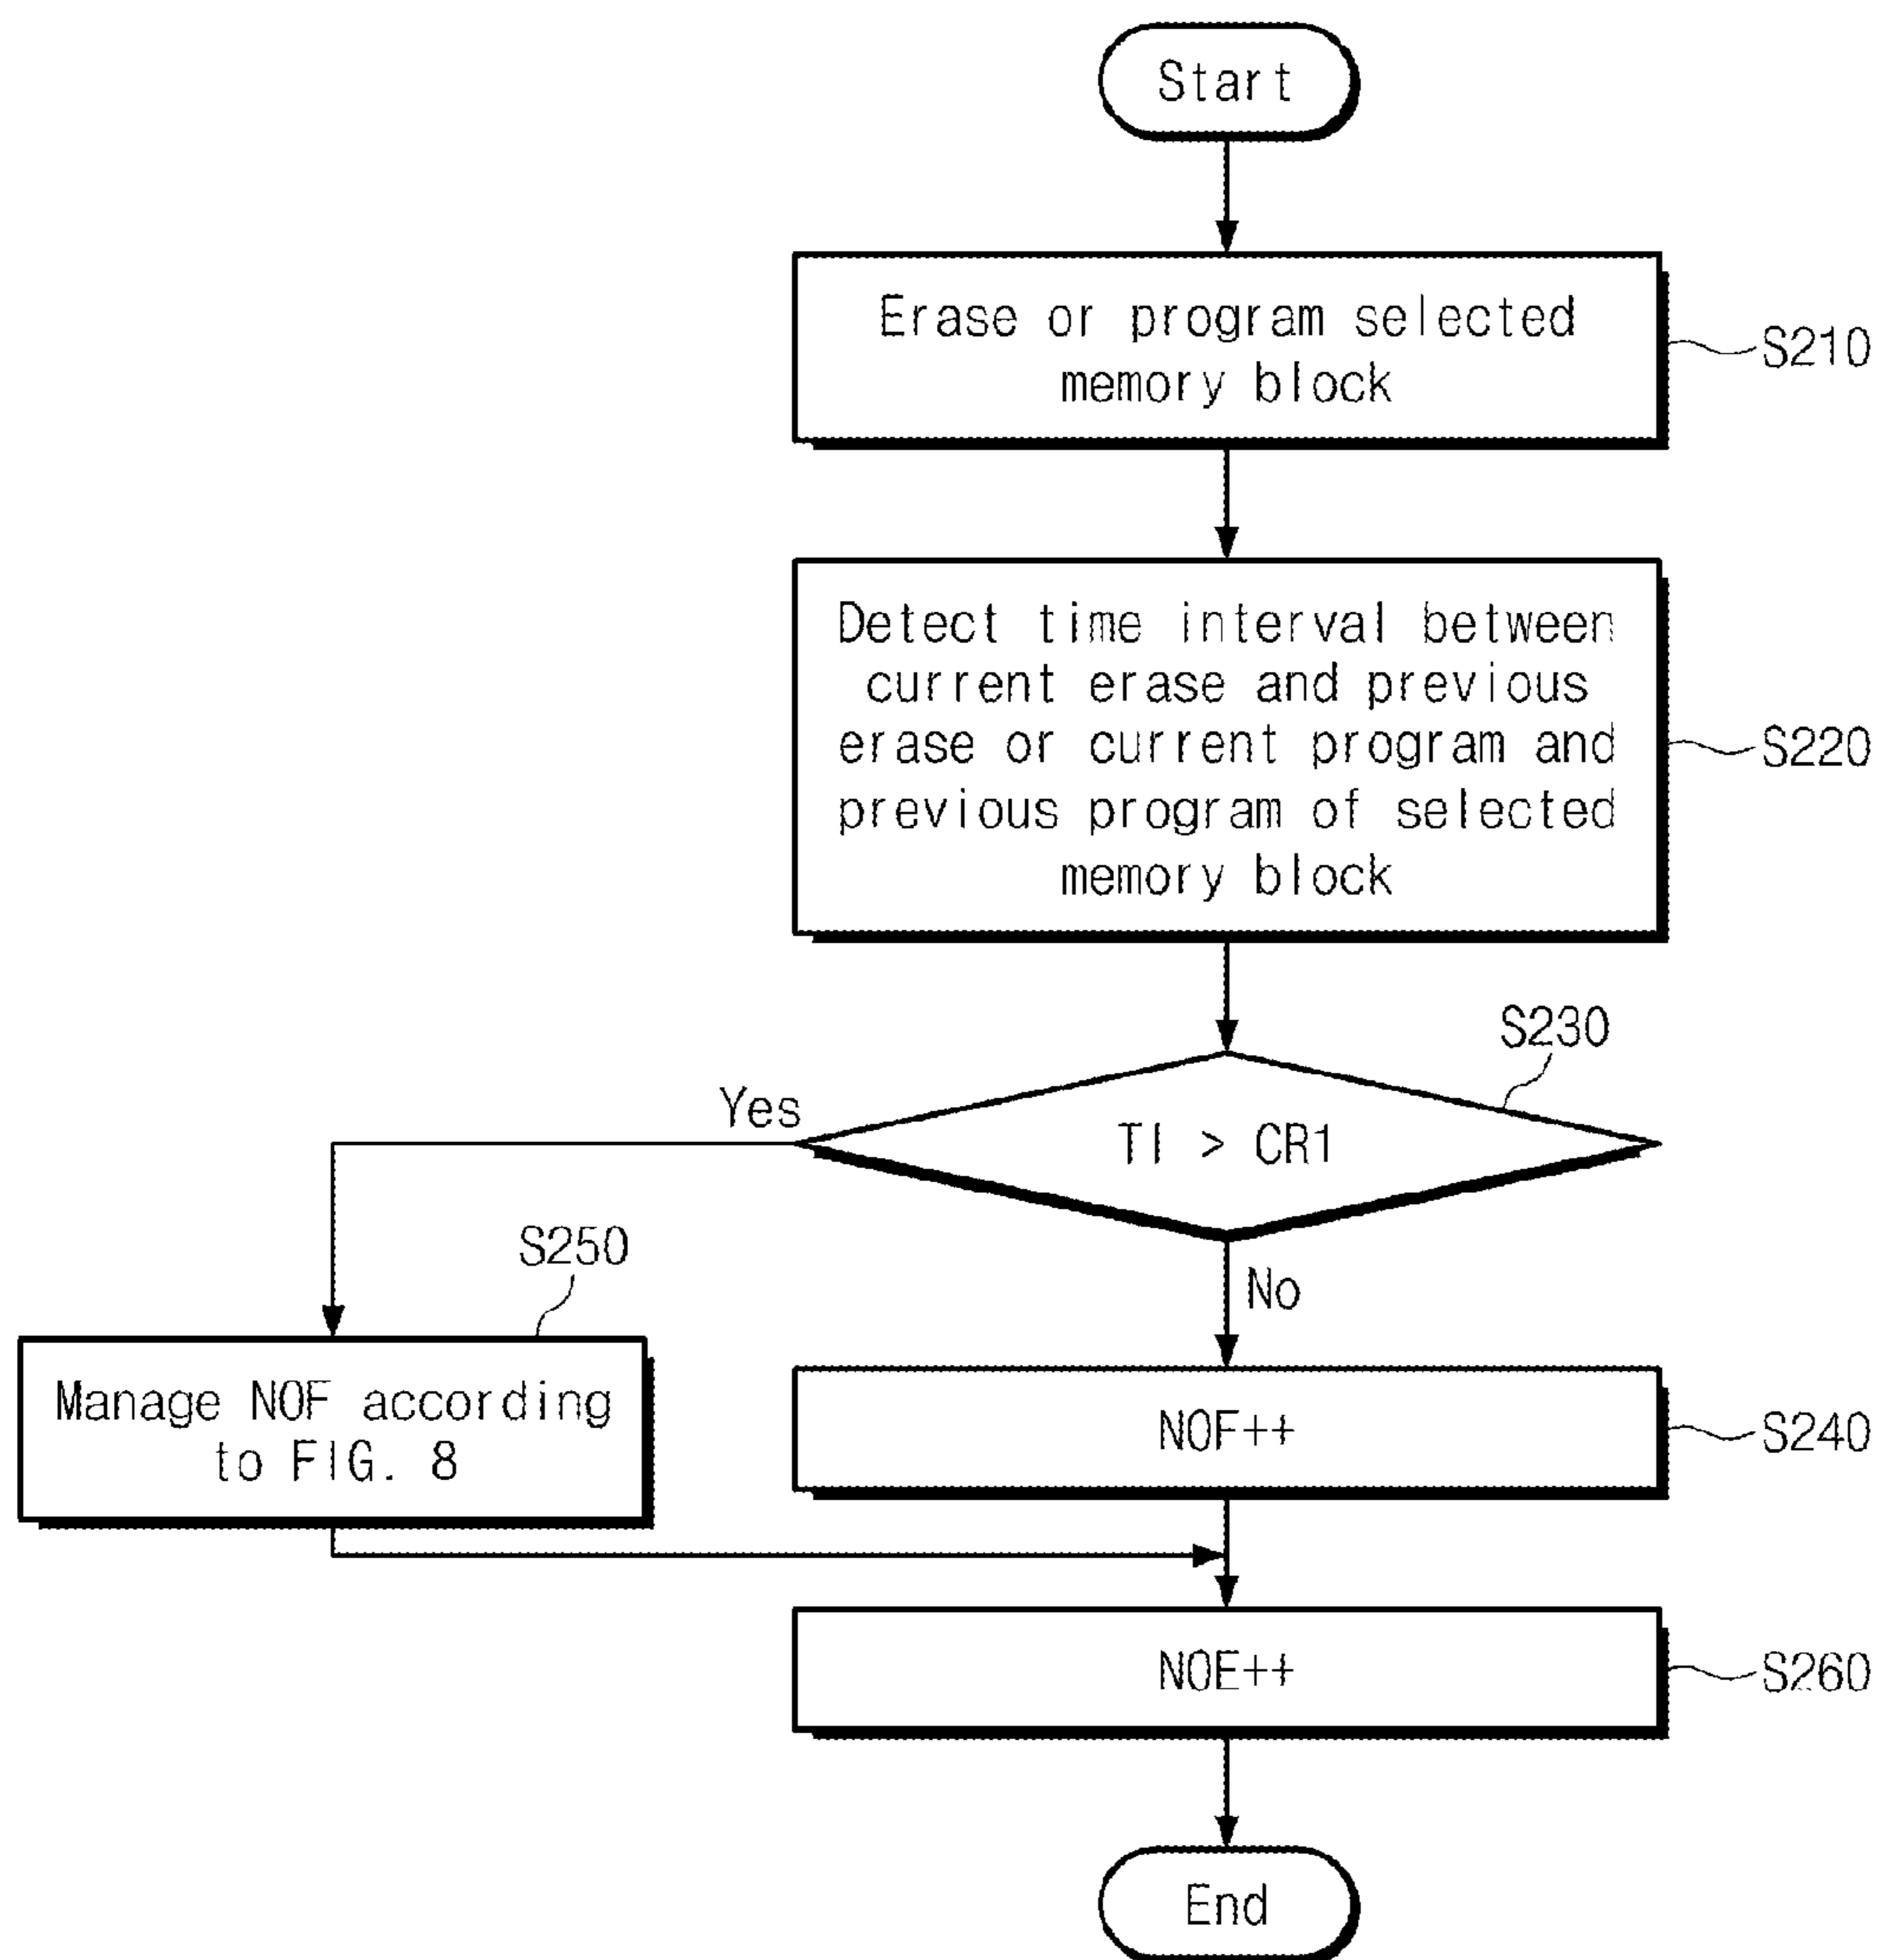 Start
Erase or program selected
memory block
S210
Detect time interval between
current erase and previous
erase or current program and
previous program of selected
memory block
S220
S230
Yes
TI > CR1
No
S250
Manage NOF according
to FIG. 8
NOF++
S240
NOE++
S260
End